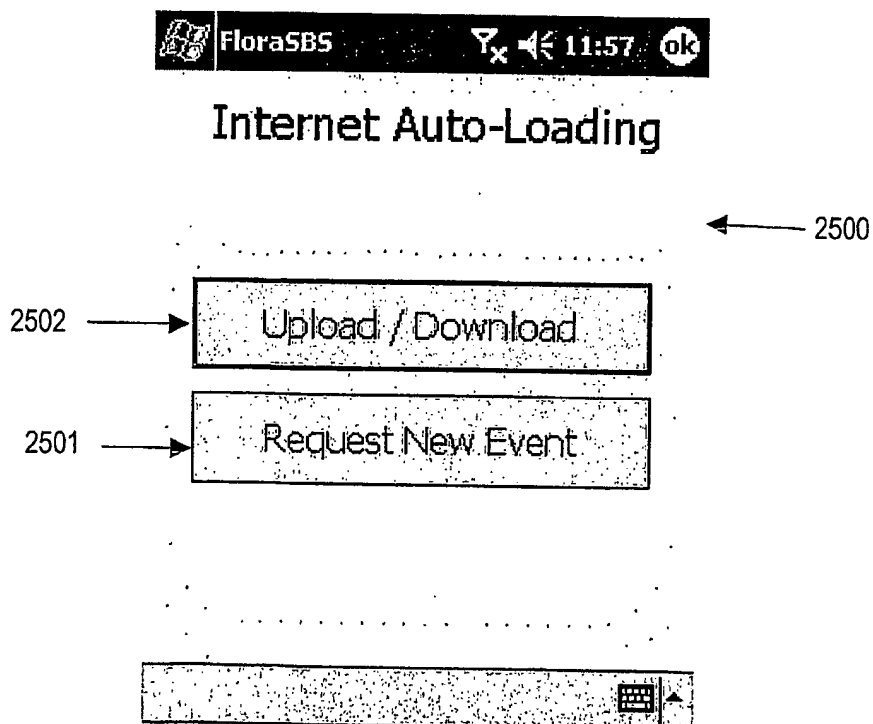 FloraSBS 11:57 ok
Internet Auto-Loading
2500
2502 Upload / Download
2501 Request New Event